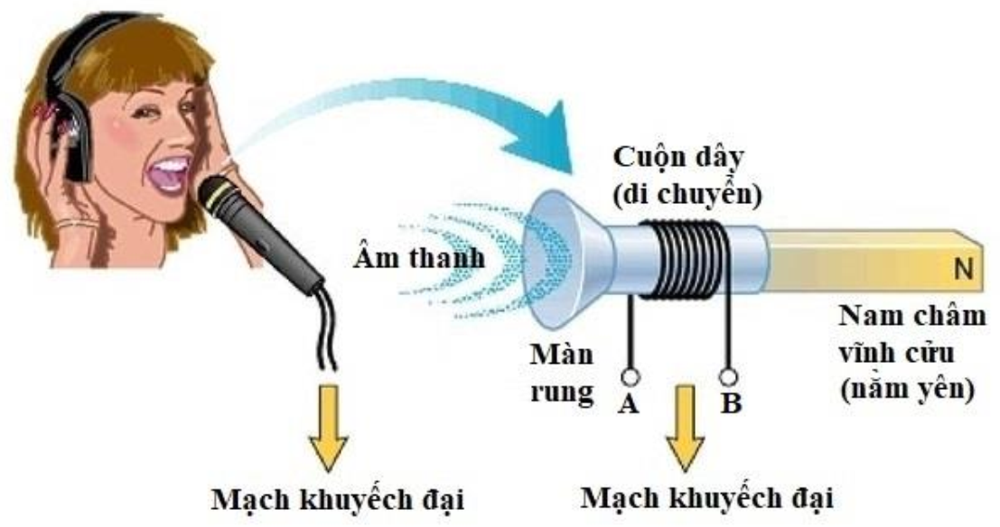 Cuộn dây
(di chuyển)
Âm thanh
N
Nam châm
vĩnh cửu
(nằm yên)
Màn
rung
A
B
Mạch khuyếch đại
Mạch khuyếch đại